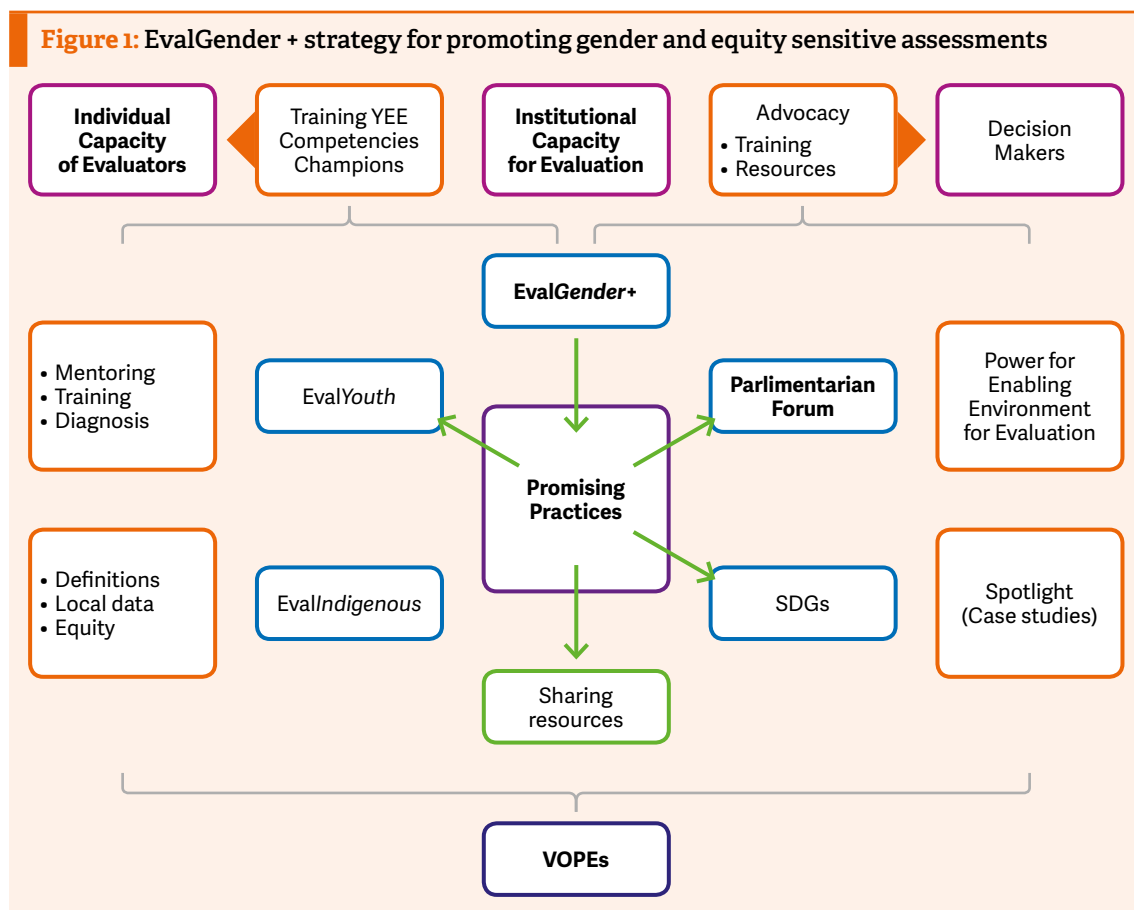 Figure 1: EvalGender + strategy for promoting gender and equity sensitive assessments
Individual
Capacity
of Evaluators
Training YEE
Competencies
Champions
Institutional
Capacity
for Evaluation
Advocacy
• Training
• Resources
Decision
Makers
EvalGender+
• Mentoring
• Training
• Diagnosis
EvalYouth
Parlimentarian
Forum
Power for
Enabling
Environment
for Evaluation
Promising
Practices
• Definitions
• Local data
• Equity
EvalIndigenous
SDGs
Spotlight
(Case studies)
Sharing
resources
VOPEs